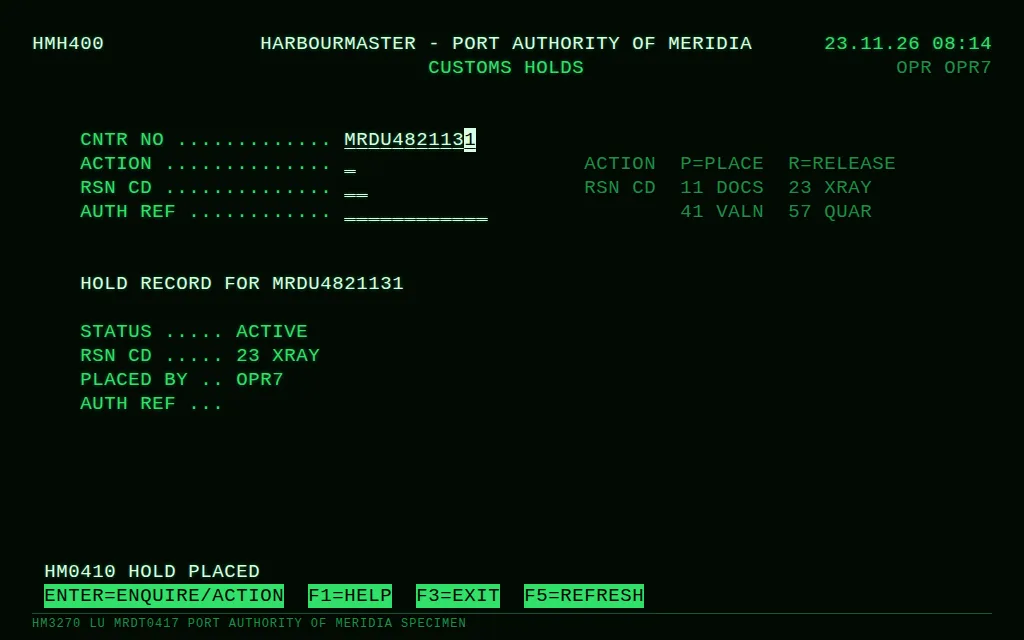 HMH400 HARBOURMASTER - PORT AUTHORITY OF MERIDIA 23.11.26 08:14
CUSTOMS HOLDS OPR OPR7
CNTR NO ............. MRDU4821131
ACTION .............. _ ACTION P=PLACE R=RELEASE
RSN CD .............. __ RSN CD 11 DOCS 23 XRAY
AUTH REF ............ ____________ 41 VALN 57 QUAR
HOLD RECORD FOR MRDU4821131
STATUS ..... ACTIVE
RSN CD ..... 23 XRAY
PLACED BY .. OPR7
AUTH REF ...
HM0410 HOLD PLACED
ENTER=ENQUIRE/ACTION F1=HELP F3=EXIT F5=REFRESH
HM3270 LU MRDT0417 PORT AUTHORITY OF MERIDIA SPECIMEN